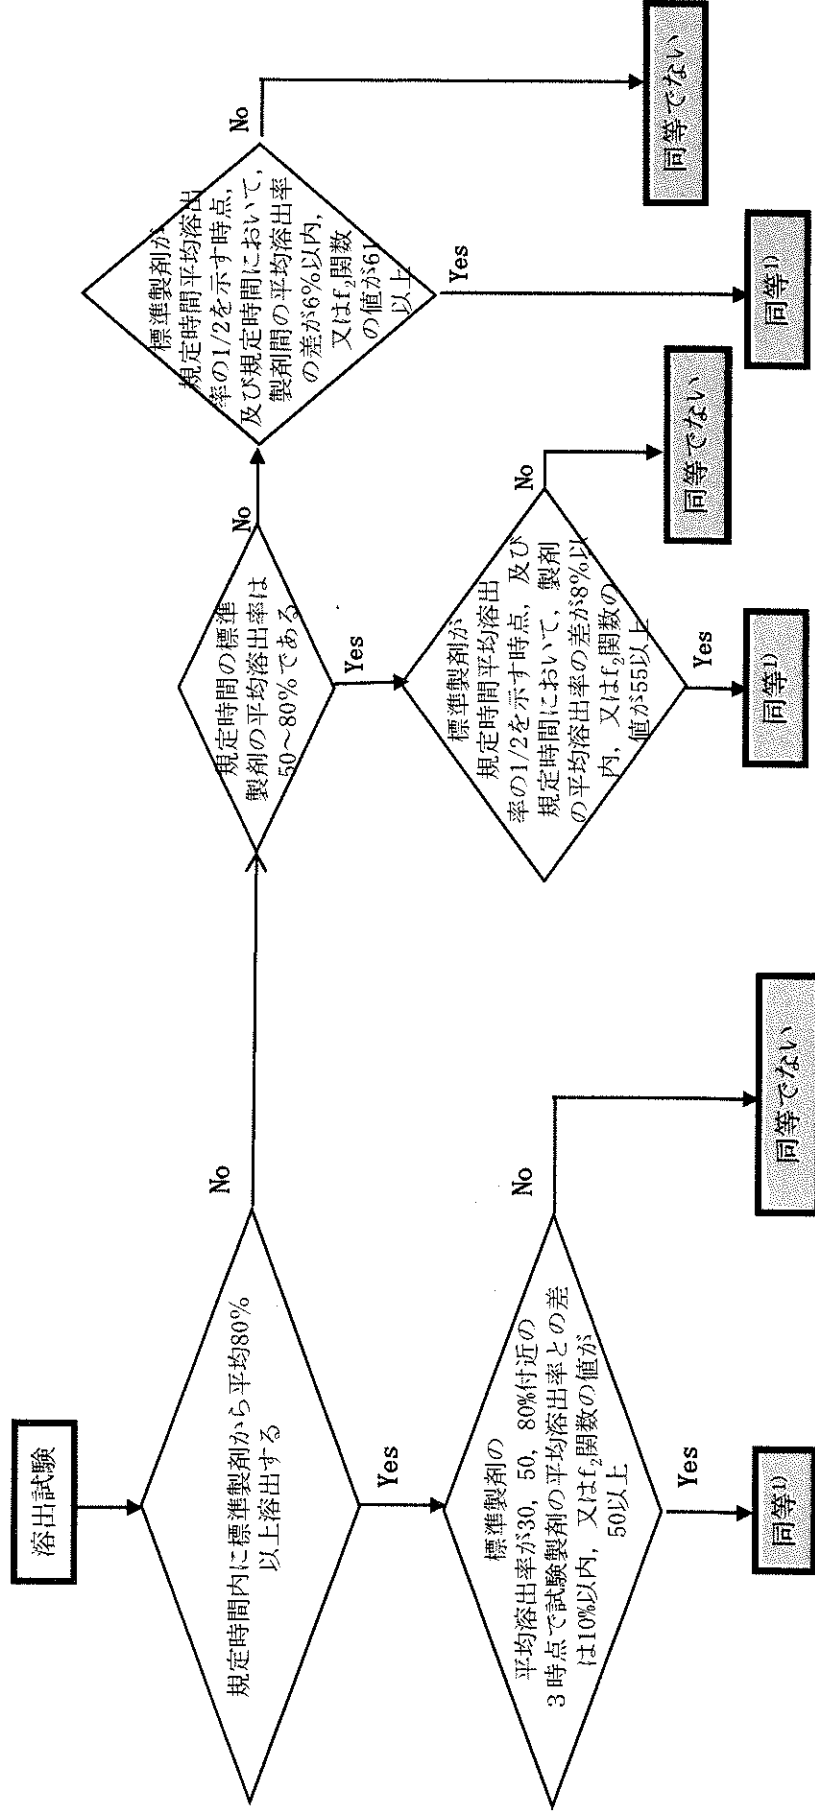 溶出試験
規定時間内に標準製剤から平均80%
以上溶出する
No
Yes
標準製剤の
平均溶出率が30, 50, 80%付近の
3時点で試験製剤の平均溶出率との差
は10%以内, 又はf₂関数の値が
50以上
No
Yes
同等でない
同等¹⁾
規定時間の標準
製剤の平均溶出率は
50～80%である
No
Yes
標準製剤が
規定時間平均溶出
率の1/2を示す時点, 及び
規定時間において, 製剤
の平均溶出率の差が8%以
内, 又はf₂関数の
値が55以上
No
Yes
同等でない
同等¹⁾
標準製剤が
規定時間平均溶出
率の1/2を示す時点,
及び規定時間において,
製剤間の平均溶出率
の差が6%以内,
又はf₂関数
の値が61
以上
No
Yes
同等でない
同等¹⁾